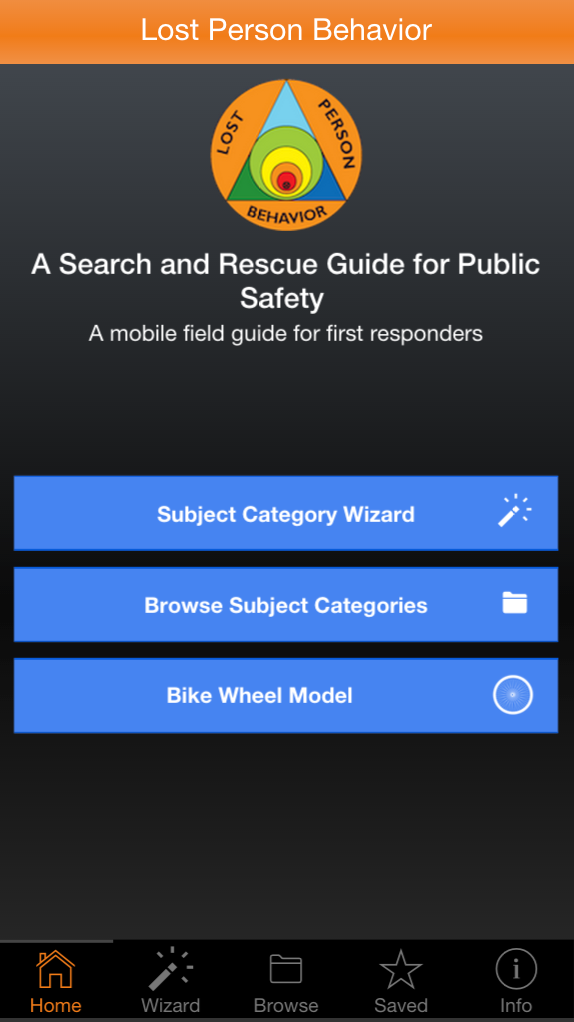 Lost Person Behavior
LOST PERSON
BEHAVIOR
A Search and Rescue Guide for Public
Safety
A mobile field guide for first responders
Subject Category Wizard
Browse Subject Categories
Bike Wheel Model
Home Wizard Browse Saved Info